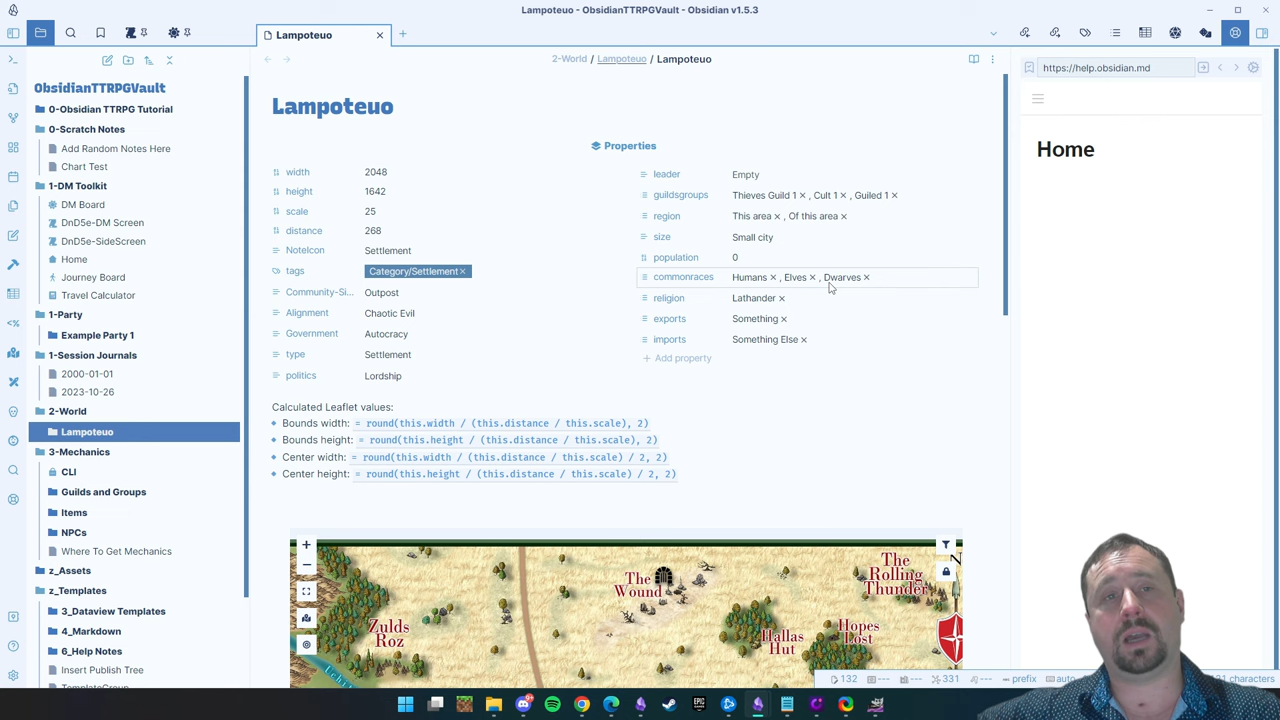 Lampoteuo - ObsidianTTRPGVault - Obsidian v1.5.3
Lampoteuo
2-World / Lampoteuo / Lampoteuo
https://help.obsidian.md
ObsidianTTRPGVault
0-Obsidian TTRPG Tutorial
0-Scratch Notes
Add Random Notes Here
Chart Test
1-DM Toolkit
DM Board
DnD5e-DM Screen
DnD5e-SideScreen
Home
Journey Board
Travel Calculator
1-Party
Example Party 1
1-Session Journals
2000-01-01
2023-10-26
2-World
Lampoteuo
3-Mechanics
CLI
Guilds and Groups
Items
NPCs
Where To Get Mechanics
z_Assets
z_Templates
3_Dataview Templates
4_Markdown
6_Help Notes
Insert Publish Tree
TemplateGroup
Lampoteuo
Properties
width 2048
height 1642
scale 25
distance 268
NoteIcon Settlement
tags Category/Settlement ×
Community-Si... Outpost
Alignment Chaotic Evil
Government Autocracy
type Settlement
politics Lordship
leader Empty
guildsgroups Thieves Guild 1 × , Cult 1 × , Guiled 1 ×
region This area × , Of this area ×
size Small city
population 0
commonraces Humans × , Elves × , Dwarves ×
religion Lathander ×
exports Something ×
imports Something Else ×
+ Add property
Calculated Leaflet values:
Bounds width: = round(this.width / (this.distance / this.scale), 2)
Bounds height: = round(this.height / (this.distance / this.scale), 2)
Center width: = round(this.width / (this.distance / this.scale) / 2, 2)
Center height: = round(this.height / (this.distance / this.scale) / 2, 2)
The
Wound
The
Rolling
Thunder
N
Zulds
Roz
Hallas
Hut
Hopes
Lost
Home
132 --- --- 331 --- prefix auto
characters